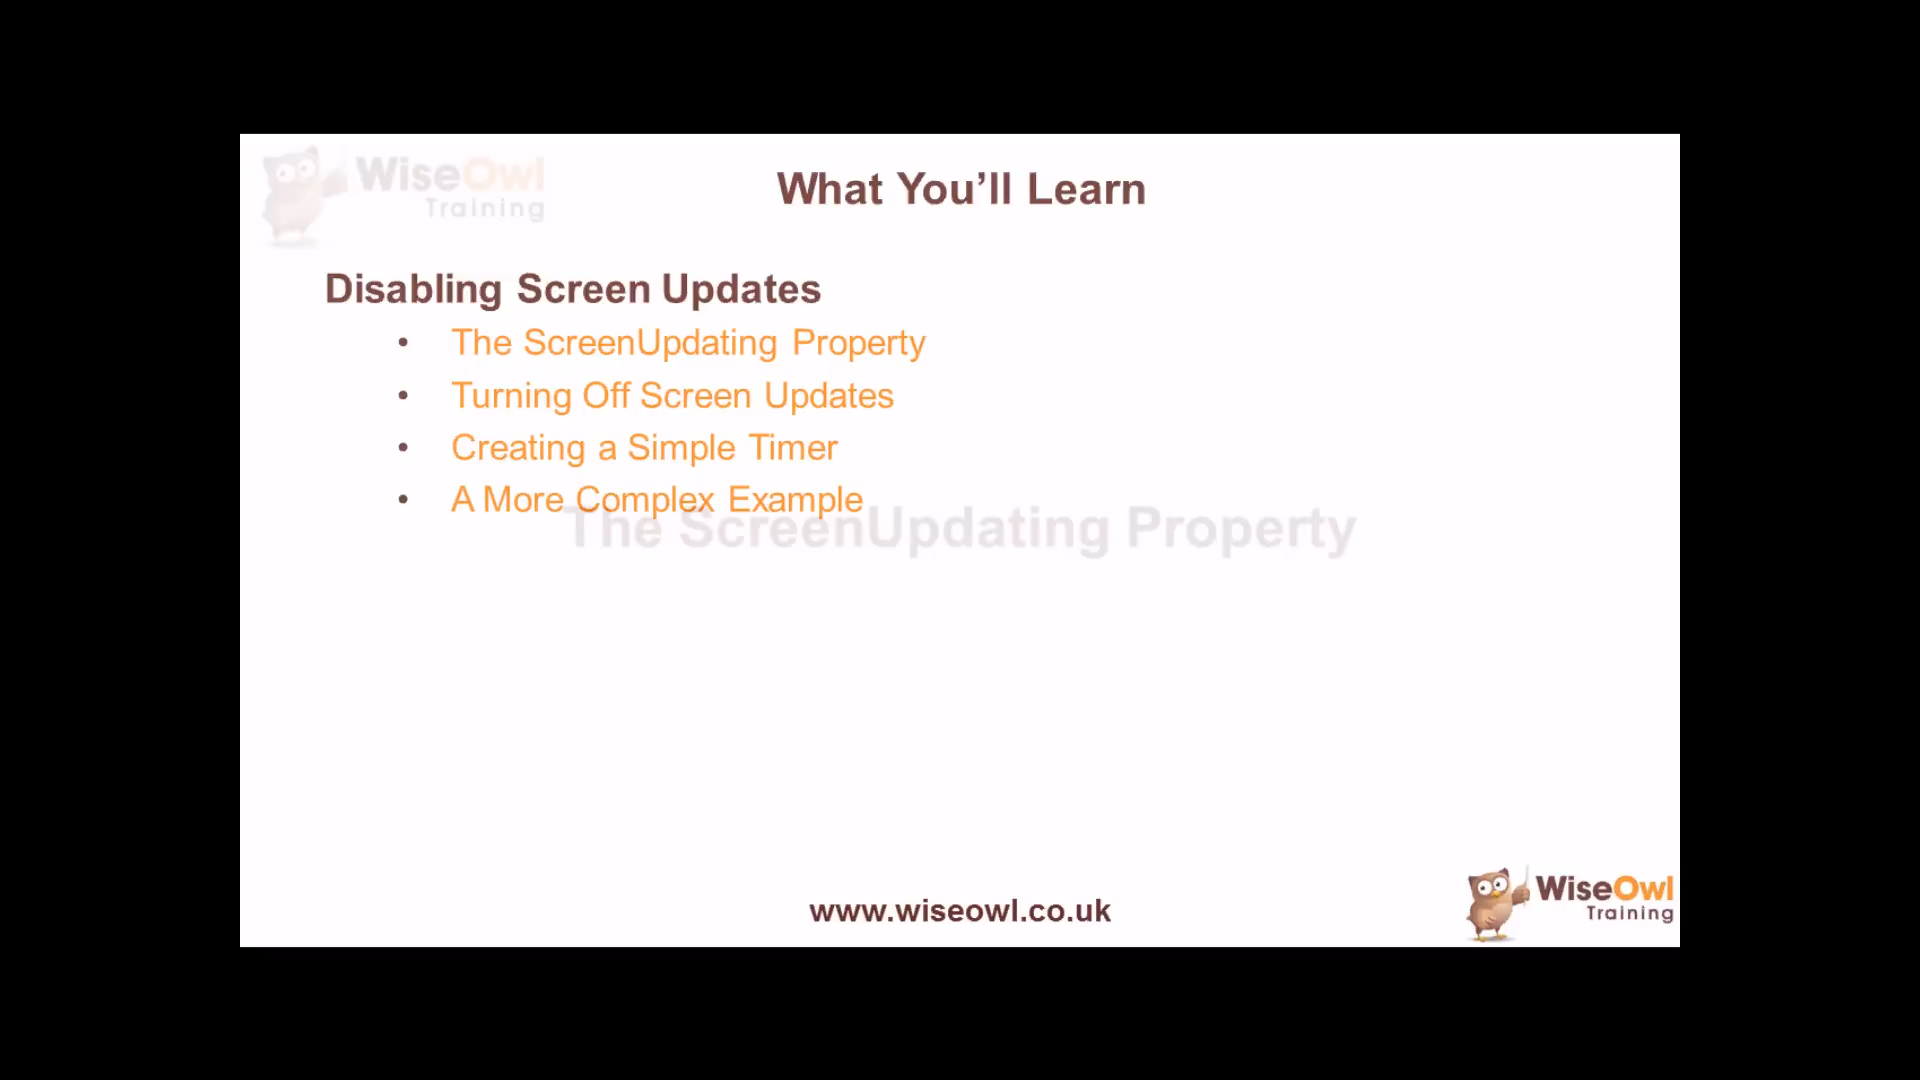 WiseOwl
Training
What You’ll Learn
Disabling Screen Updates
• The ScreenUpdating Property
• Turning Off Screen Updates
• Creating a Simple Timer
• A More Complex Example
The ScreenUpdating Property
www.wiseowl.co.uk
WiseOwl
Training